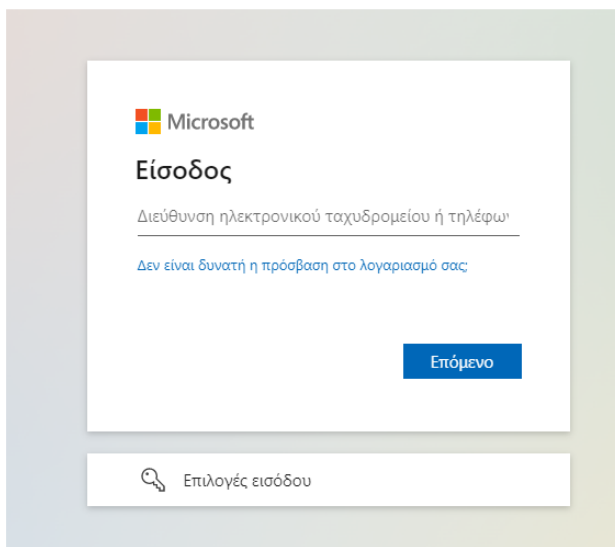 Microsoft
Είσοδος
Διεύθυνση ηλεκτρονικού ταχυδρομείου ή τηλέφω
Δεν είναι δυνατή η πρόσβαση στο λογαριασμό σας;
Επόμενο
Επιλογές εισόδου